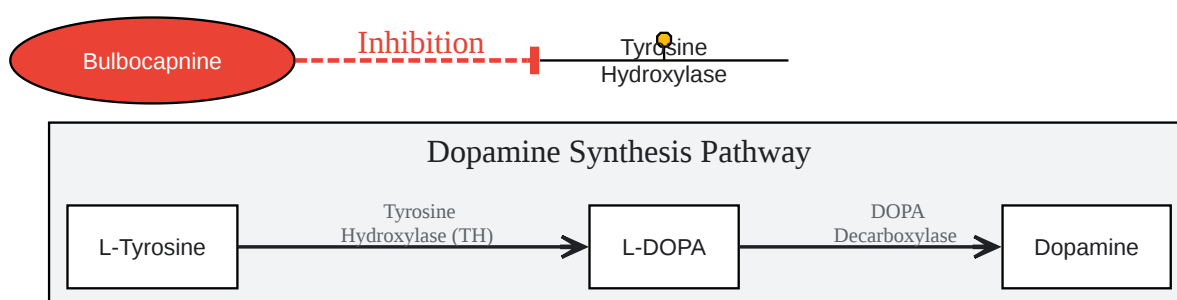 Inhibition
Bulbocapnine
Tyrosine
Hydroxylase
Dopamine Synthesis Pathway
L-Tyrosine
Tyrosine
Hydroxylase (TH)
L-DOPA
DOPA
Decarboxylase
Dopamine